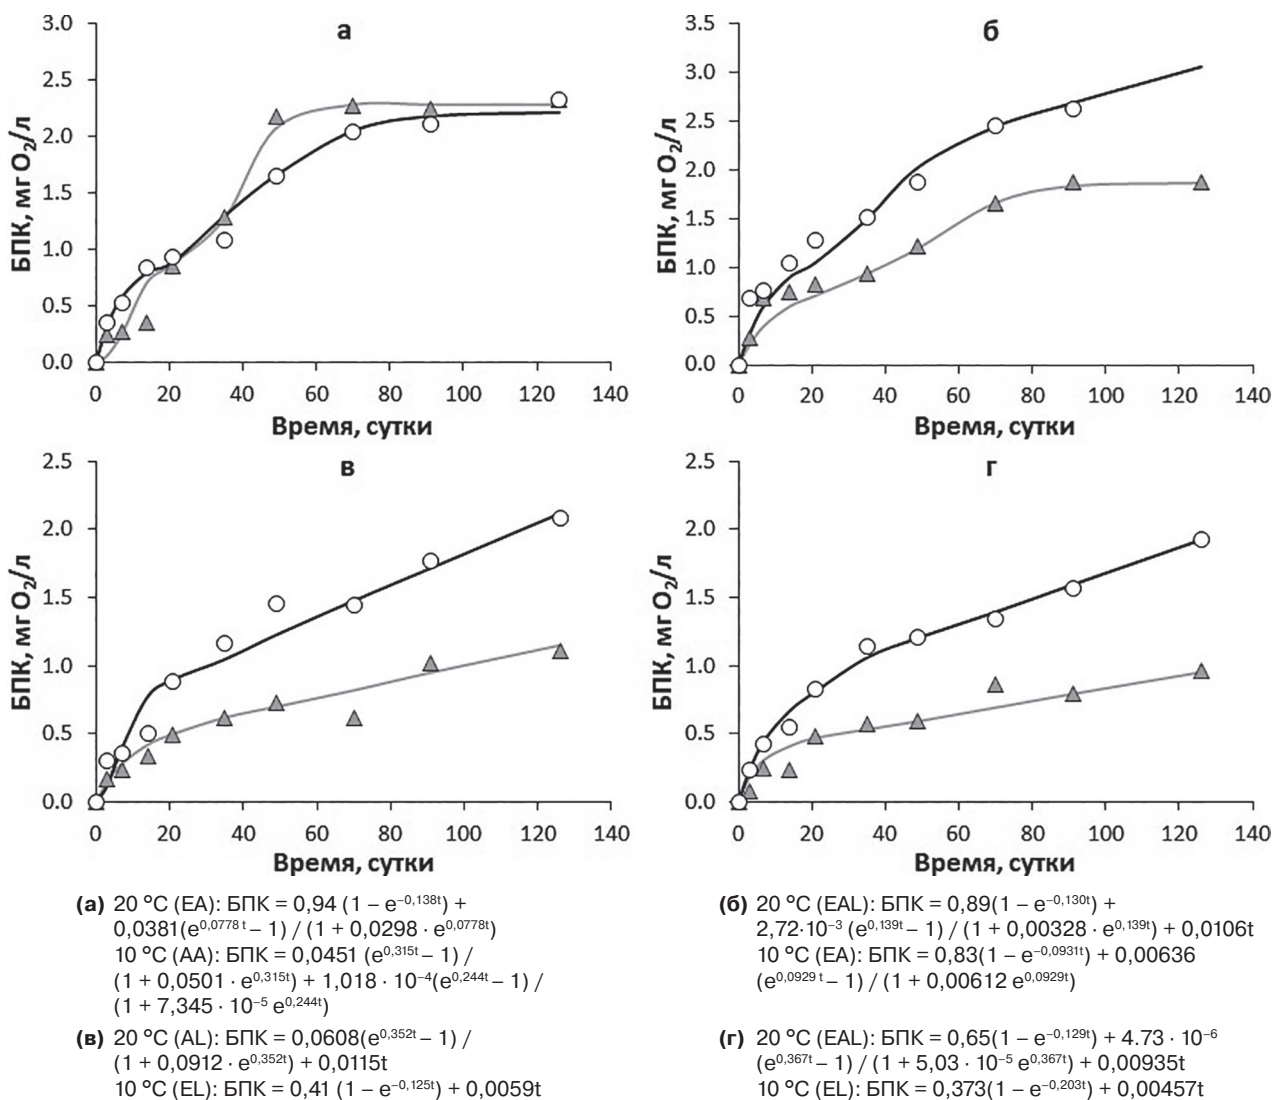 а
БПК, мг O₂/л
3.0
2.5
2.0
1.5
1.0
0.5
0.0
0 20 40 60 80 100 120 140
Время, сутки
б
БПК, мг O₂/л
3.5
3.0
2.5
2.0
1.5
1.0
0.5
0.0
0 20 40 60 80 100 120 140
Время, сутки
в
БПК, мг O₂/л
2.5
2.0
1.5
1.0
0.5
0.0
0 20 40 60 80 100 120 140
Время, сутки
г
БПК, мг O₂/л
2.5
2.0
1.5
1.0
0.5
0.0
0 20 40 60 80 100 120 140
Время, сутки
(а) 20 °C (EA): БПК = 0,94 (1 – e^–0,138t) +
0,0381(e^0,0778 t – 1) / (1 + 0,0298 · e^0,0778t)
10 °C (AA): БПК = 0,0451 (e^0,315t – 1) /
(1 + 0,0501 · e^0,315t) + 1,018 · 10^–4(e^0,244t – 1) /
(1 + 7,345 · 10^–5 e^0,244t)
(б) 20 °C (EAL): БПК = 0,89(1 – e^–0,130t) +
2,72·10^–3 (e^0,139t – 1) / (1 + 0,00328 · e^0,139t) + 0,0106t
10 °C (EA): БПК = 0,83(1 – e^–0,0931t) + 0,00636
(e^0,0929 t – 1) / (1 + 0,00612 e^0,0929t)
(в) 20 °C (AL): БПК = 0,0608(e^0,352t – 1) /
(1 + 0,0912 · e^0,352t) + 0,0115t
10 °C (EL): БПК = 0,41 (1 – e^–0,125t) + 0,0059t
(г) 20 °C (EAL): БПК = 0,65(1 – e^–0,129t) + 4.73 · 10^–6
(e^0,367t – 1) / (1 + 5,03 · 10^–5 e^0,367t) + 0,00935t
10 °C (EL): БПК = 0,373(1 – e^–0,203t) + 0,00457t